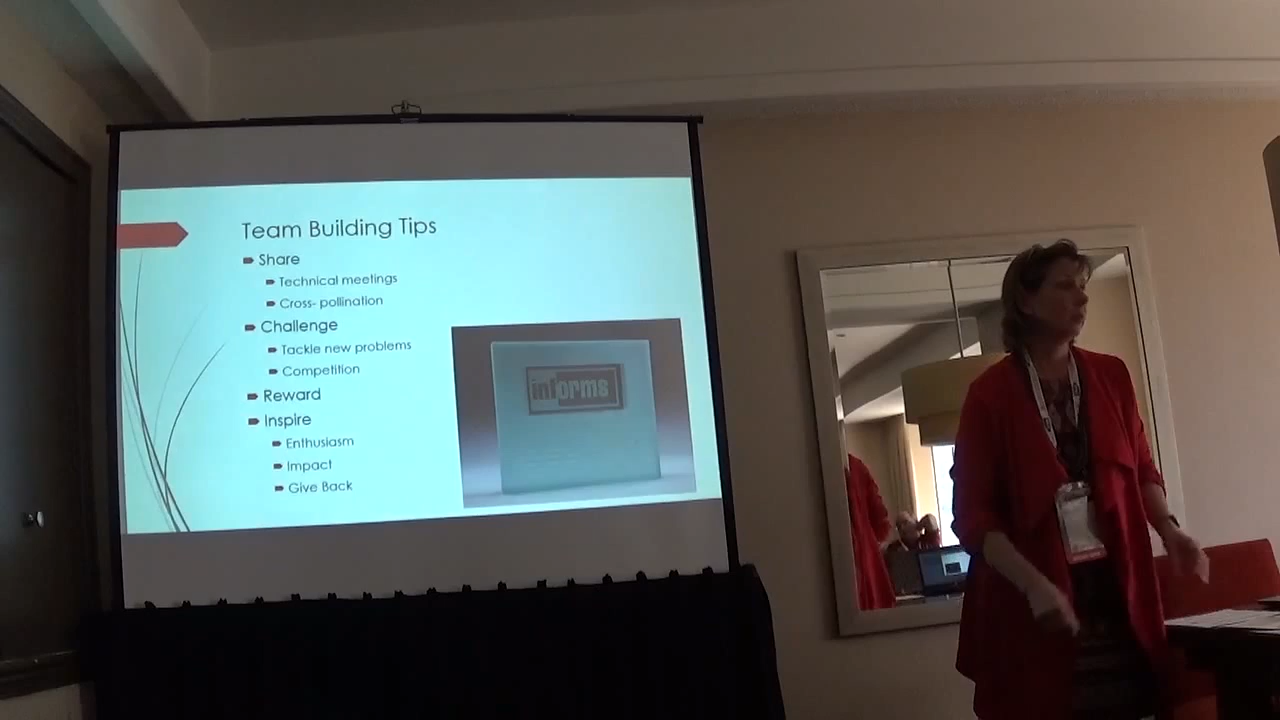 Team Building Tips
Share
Technical meetings
Cross- pollination
Challenge
Tackle new problems
Competition
Reward
Inspire
Enthusiasm
Impact
Give Back
informs